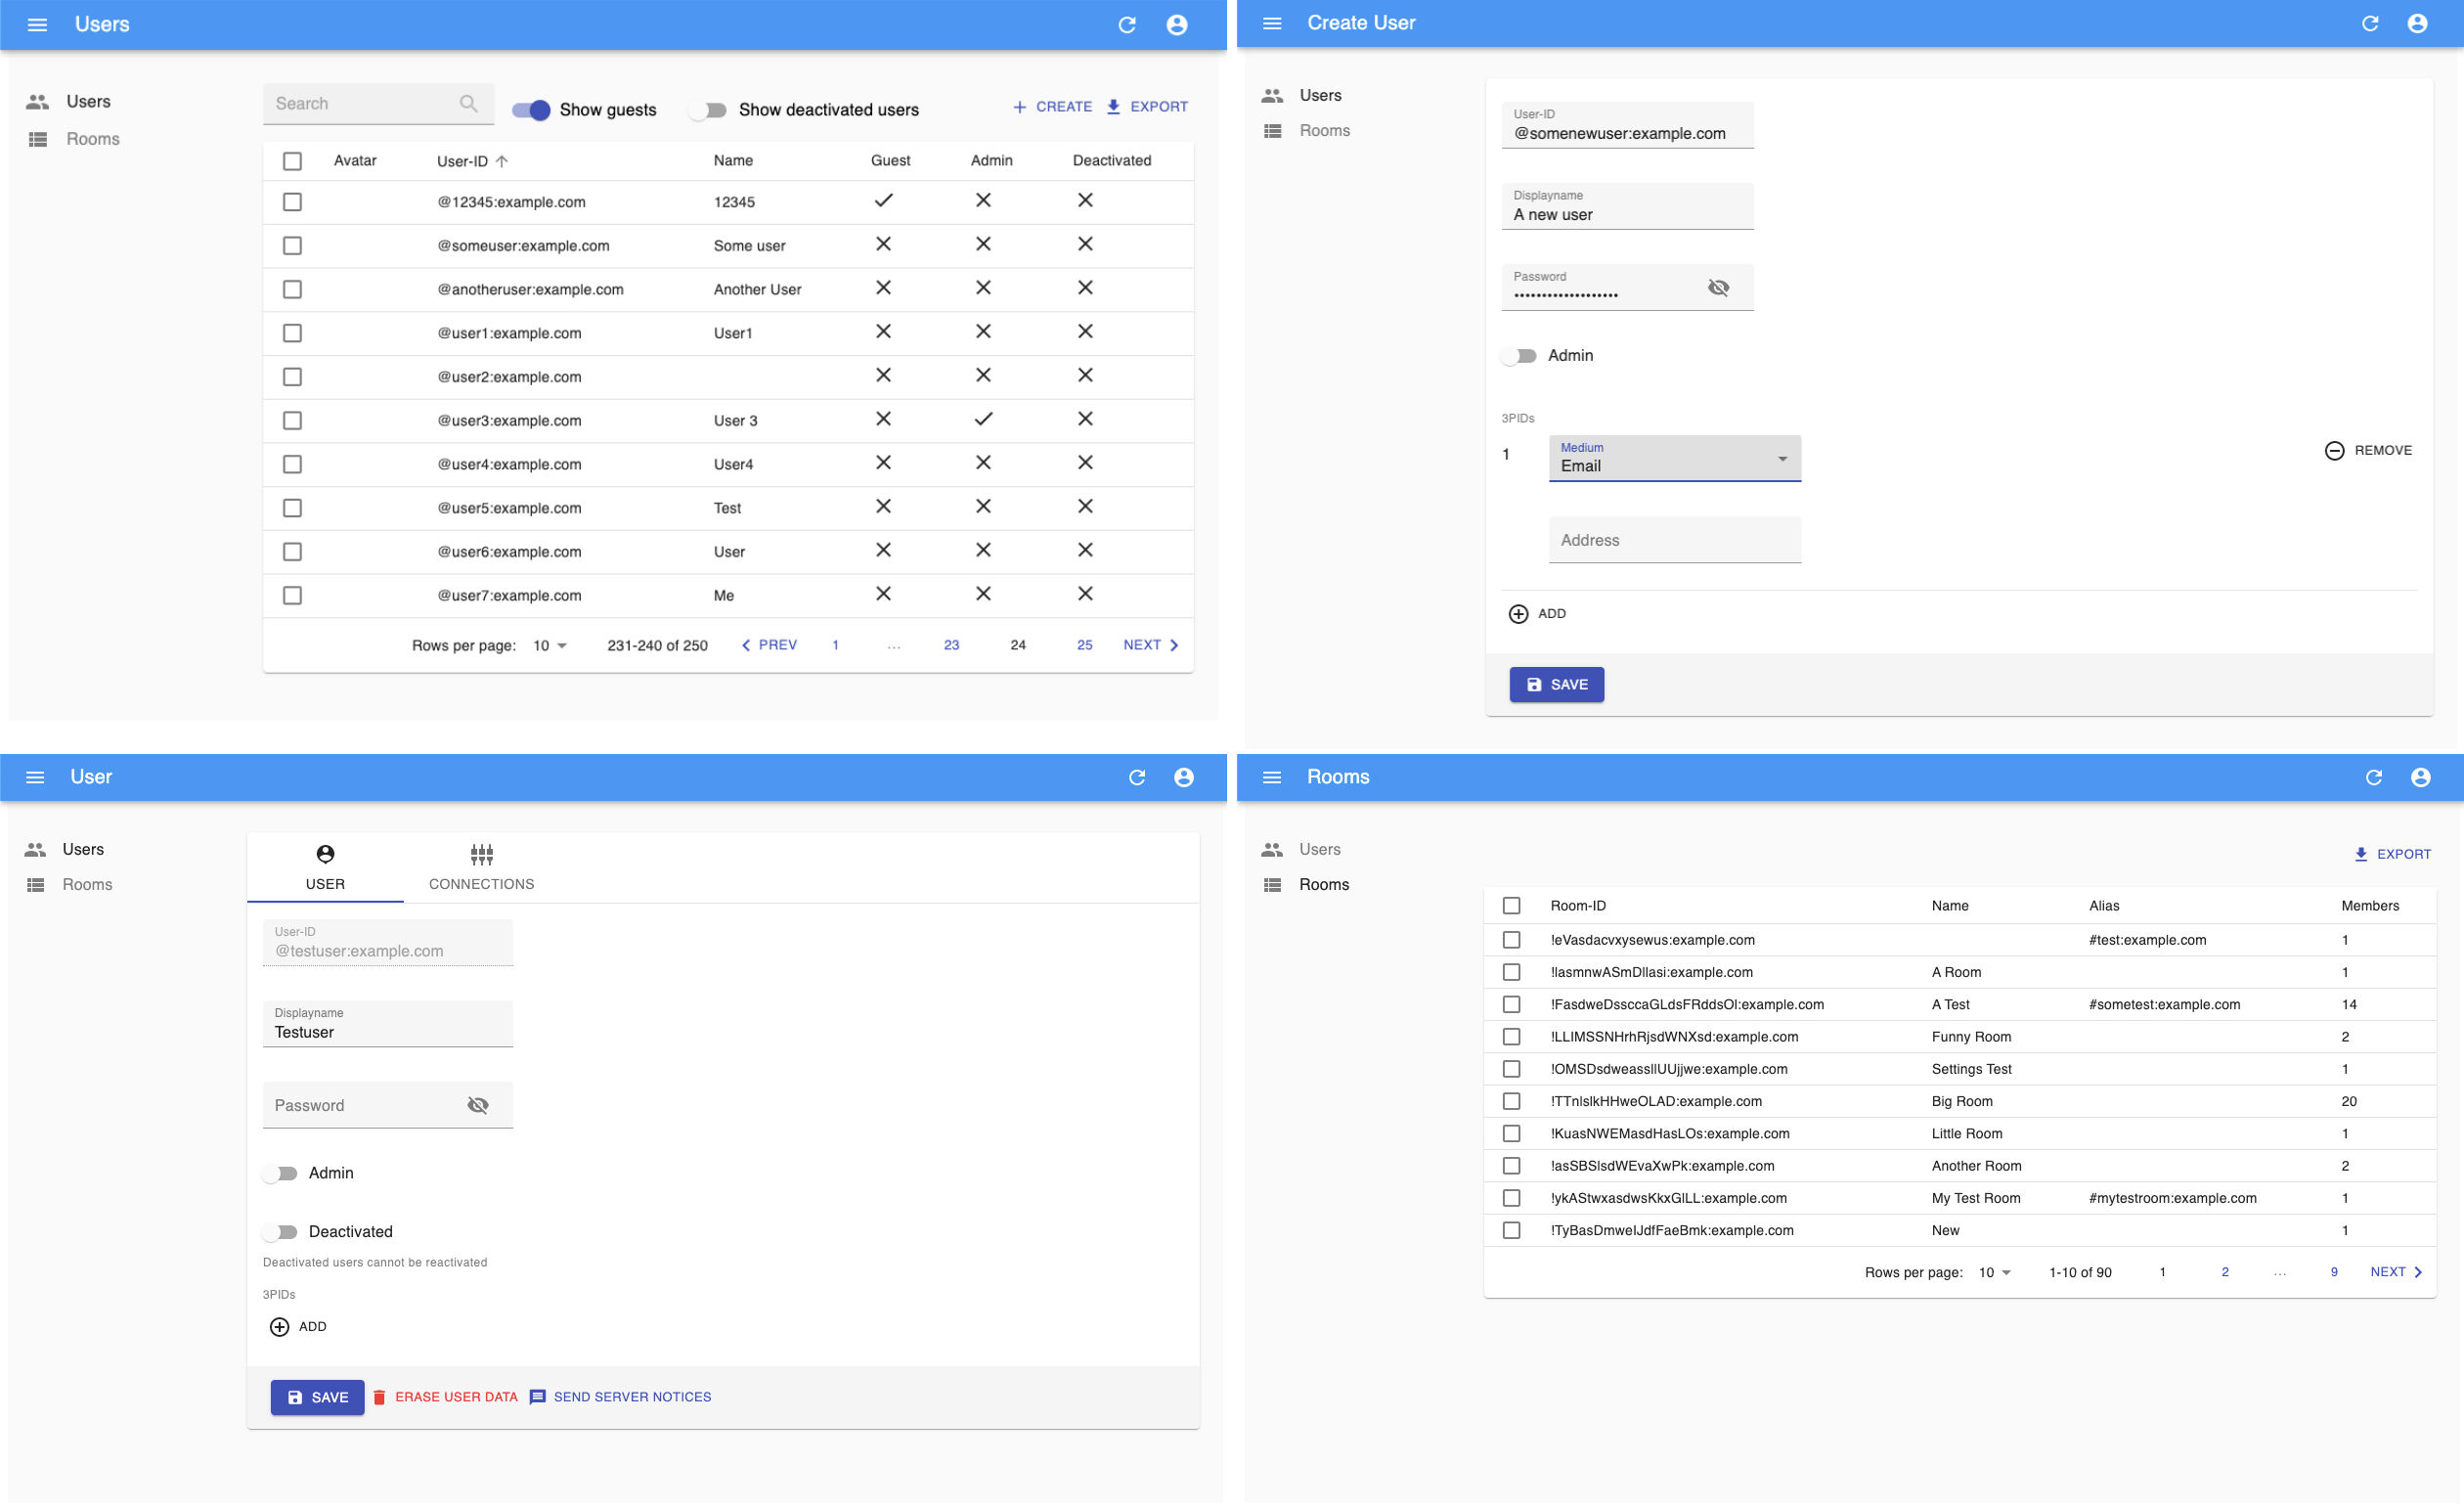 Users
Users
Rooms
Search
Show guests
Show deactivated users
CREATE
EXPORT
Avatar User-ID Name Guest Admin Deactivated
@12345:example.com 12345
@someuser:example.com Some user
@anotheruser:example.com Another User
@user1:example.com User1
@user2:example.com
@user3:example.com User 3
@user4:example.com User4
@user5:example.com Test
@user6:example.com User
@user7:example.com Me
Rows per page: 10 231-240 of 250 PREV 1 ... 23 24 25 NEXT
Create User
Users
Rooms
User-ID
@somenewuser:example.com
Displayname
A new user
Password
•••••••••••••••••••
Admin
3PIDs
1
Medium
Email
REMOVE
Address
ADD
SAVE
User
Users
Rooms
USER
CONNECTIONS
User-ID
@testuser:example.com
Displayname
Testuser
Password
Admin
Deactivated
Deactivated users cannot be reactivated
3PIDs
ADD
SAVE
ERASE USER DATA
SEND SERVER NOTICES
Rooms
Users
Rooms
EXPORT
Room-ID Name Alias Members
!eVasdacvxysewus:example.com #test:example.com 1
!lasmnwASmDllasi:example.com A Room 1
!FasdweDssccaGLdsFRddsOl:example.com A Test #sometest:example.com 14
!LLIMSSNHrhRjsdWNXsd:example.com Funny Room 2
!OMSDsdweassllUUjjwe:example.com Settings Test 1
!TTnlslkHHweOLAD:example.com Big Room 20
!KuasNWEMasdHasLOs:example.com Little Room 1
!asSBSlsdWEvaXwPk:example.com Another Room 2
!ykAStwxasdwsKkxGlLL:example.com My Test Room #mytestroom:example.com 1
!TyBasDmweIJdfFaeBmk:example.com New 1
Rows per page: 10 1-10 of 90 1 2 ... 9 NEXT